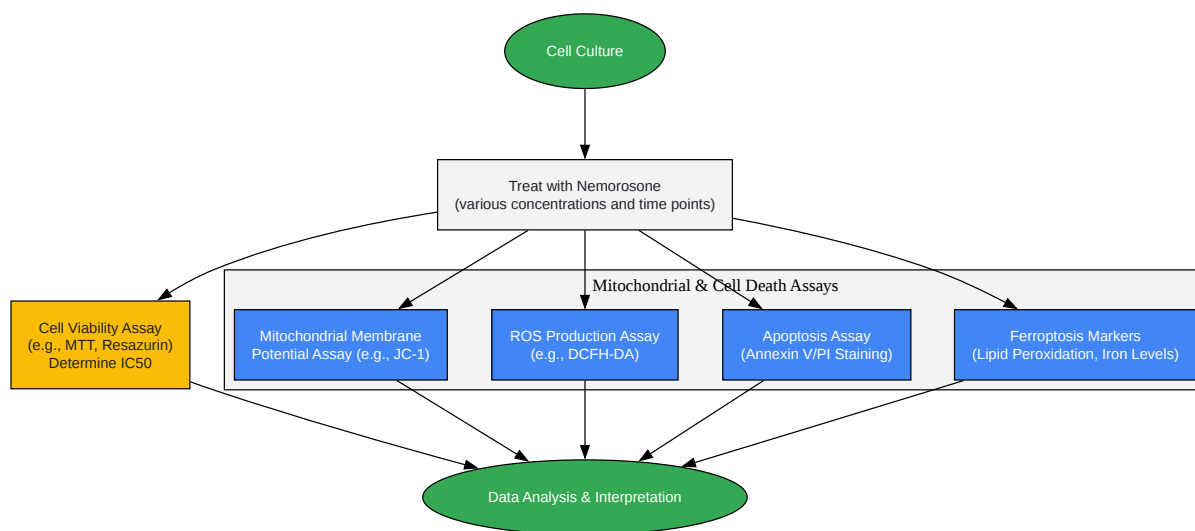 Cell Culture
Treat with Nemorosone
(various concentrations and time points)
Mitochondrial & Cell Death Assays
Cell Viability Assay
(e.g., MTT, Resazurin)
Determine IC50
Mitochondrial Membrane
Potential Assay (e.g., JC-1)
ROS Production Assay
(e.g., DCFH-DA)
Apoptosis Assay
(Annexin V/PI Staining)
Ferroptosis Markers
(Lipid Peroxidation, Iron Levels)
Data Analysis & Interpretation